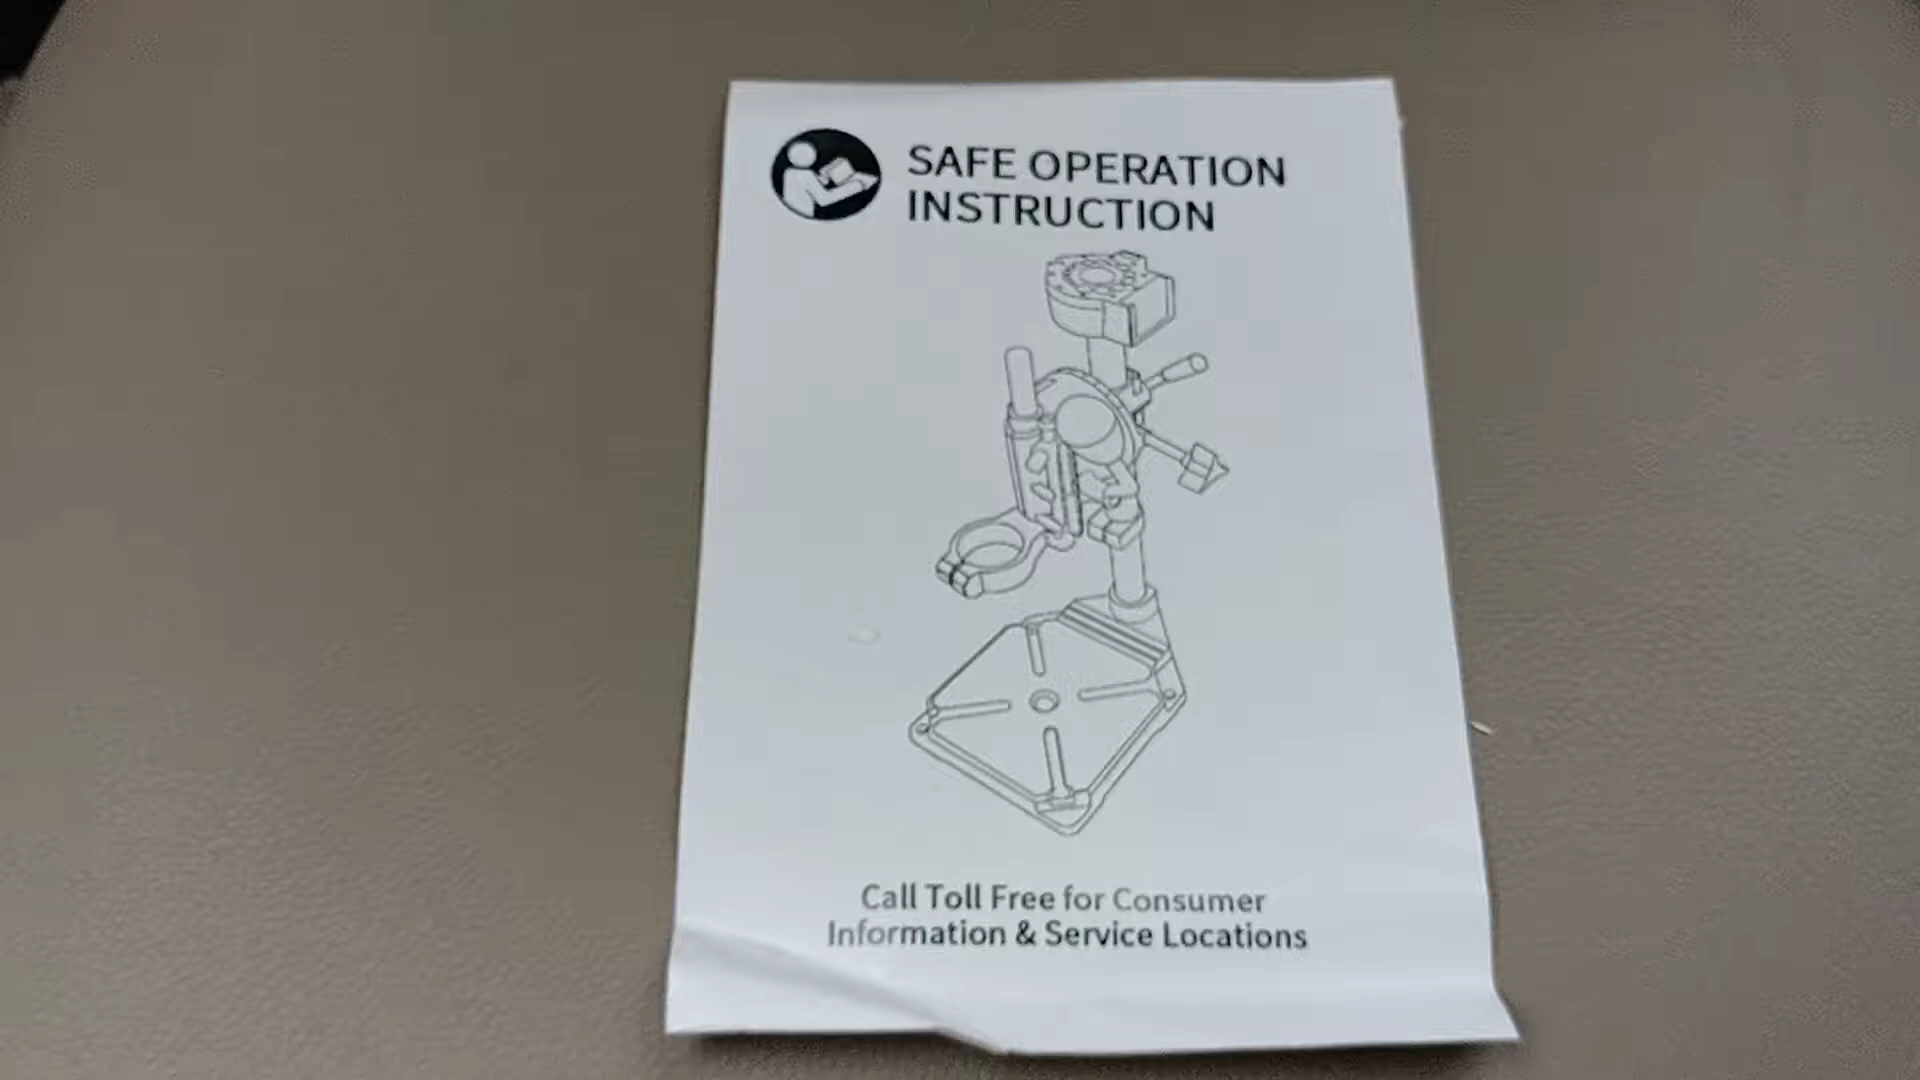 SAFE OPERATION
INSTRUCTION
Call Toll Free for Consumer
Information & Service Locations